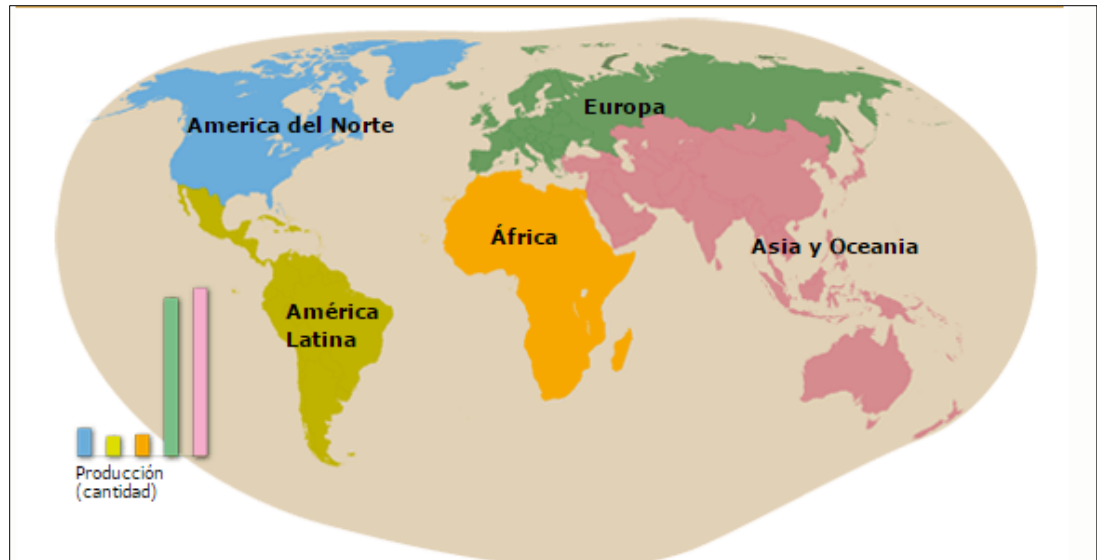 America del Norte
Europa
África
Asia y Oceania
América
Latina
Producción
(cantidad)